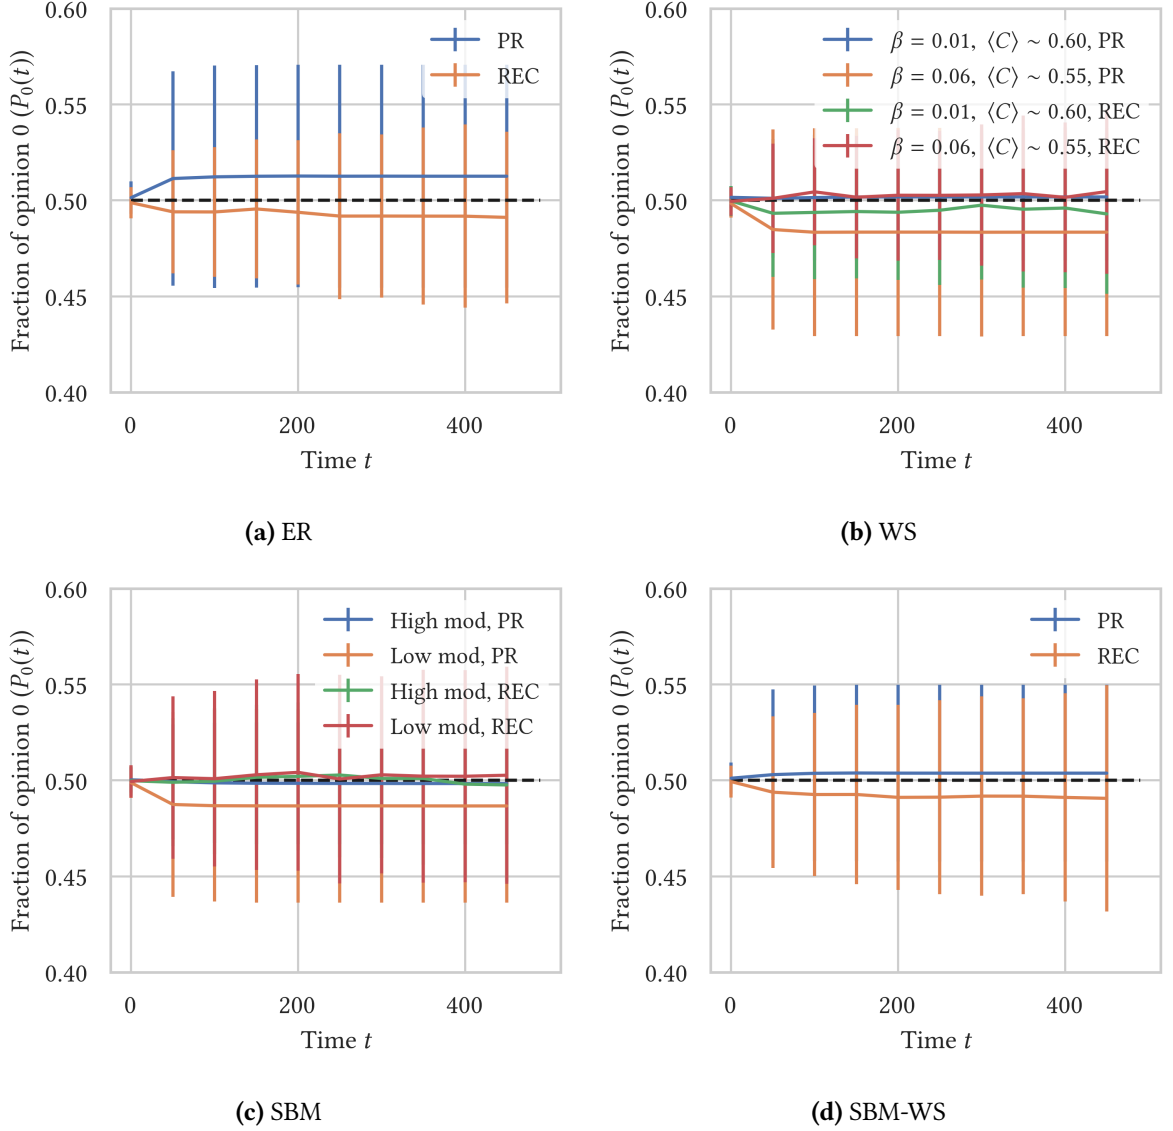 0.60
0.55
0.50
0.45
0.40
Fraction of opinion 0 (P₀(t))
0
200
400
Time t
PR
REC
(a) ER
0.60
0.55
0.50
0.45
0.40
Fraction of opinion 0 (P₀(t))
0
200
400
Time t
β = 0.01, ⟨C⟩ ∼ 0.60, PR
β = 0.06, ⟨C⟩ ∼ 0.55, PR
β = 0.01, ⟨C⟩ ∼ 0.60, REC
β = 0.06, ⟨C⟩ ∼ 0.55, REC
(b) WS
0.60
0.55
0.50
0.45
0.40
Fraction of opinion 0 (P₀(t))
0
200
400
Time t
High mod, PR
Low mod, PR
High mod, REC
Low mod, REC
(c) SBM
0.60
0.55
0.50
0.45
0.40
Fraction of opinion 0 (P₀(t))
0
200
400
Time t
PR
REC
(d) SBM-WS